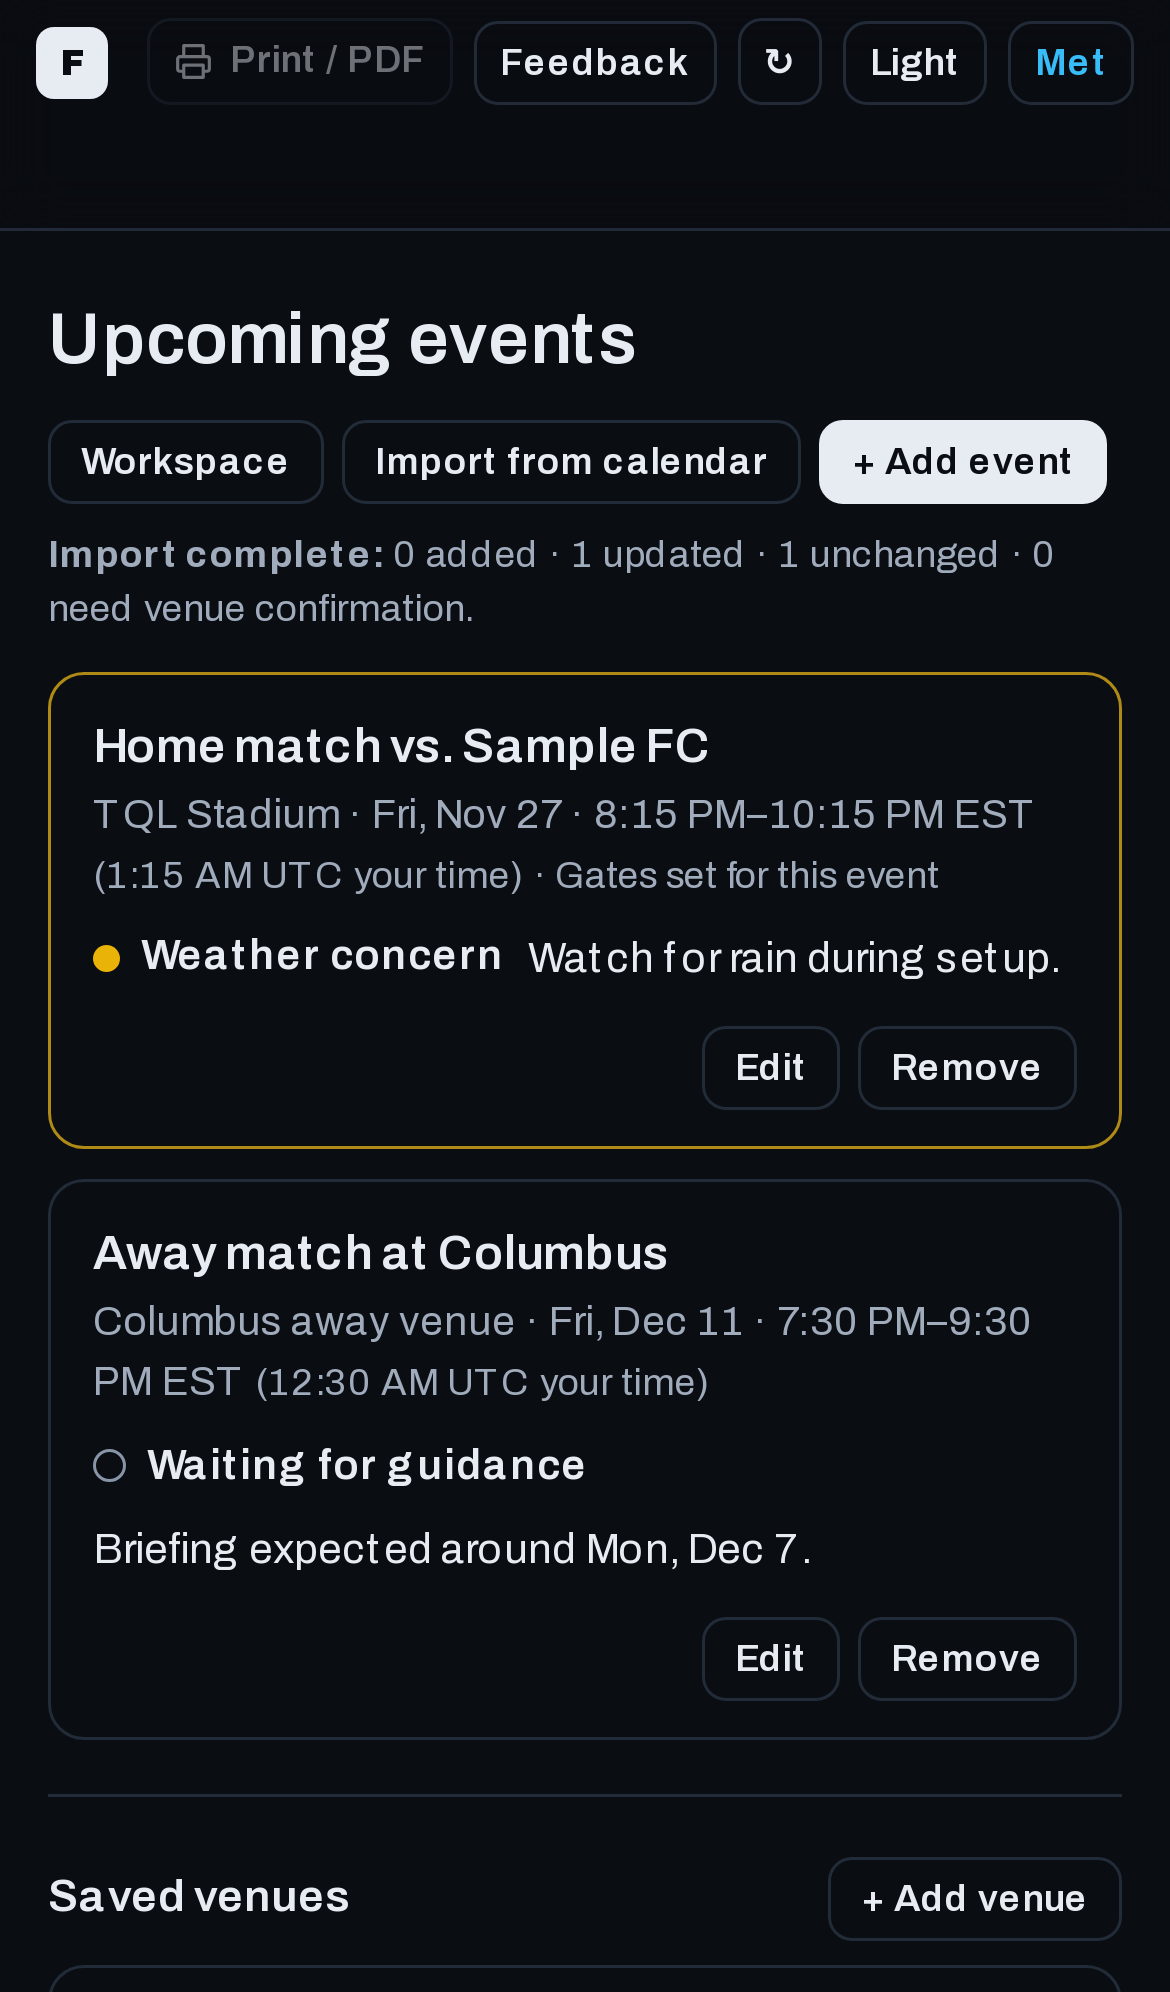 F Print / PDF Feedback ↻ Light Met
Upcoming events
Workspace Import from calendar + Add event
Import complete: 0 added · 1 updated · 1 unchanged · 0
need venue confirmation.
Home match vs. Sample FC
TQL Stadium · Fri, Nov 27 · 8:15 PM–10:15 PM EST
(1:15 AM UTC your time) · Gates set for this event
Weather concern Watch for rain during setup.
Edit Remove
Away match at Columbus
Columbus away venue · Fri, Dec 11 · 7:30 PM–9:30
PM EST (12:30 AM UTC your time)
Waiting for guidance
Briefing expected around Mon, Dec 7.
Edit Remove
Saved venues + Add venue